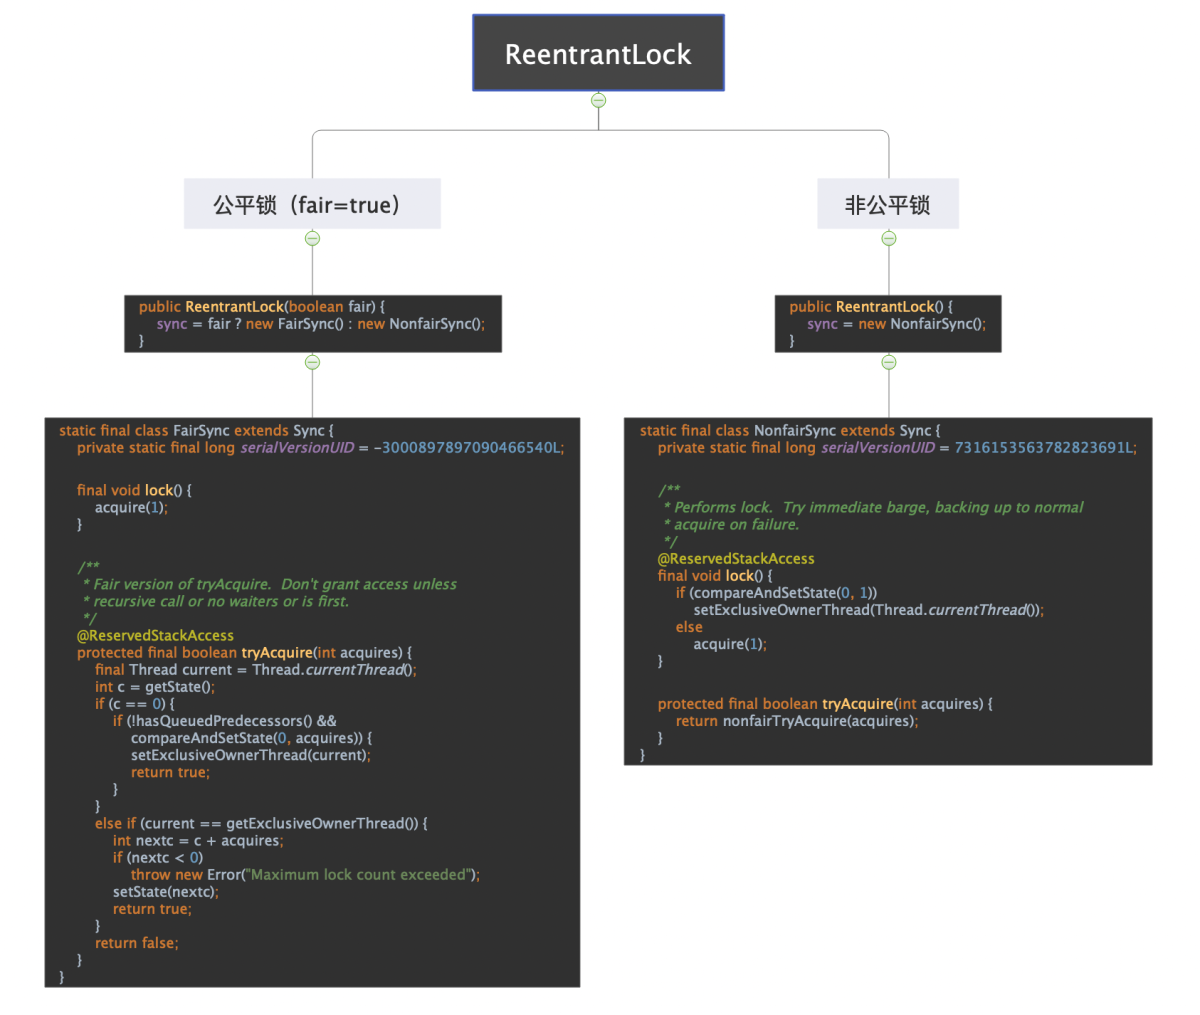 ReentrantLock
公平锁（fair=true）
非公平锁
public ReentrantLock(boolean fair) {
sync = fair ? new FairSync() : new NonfairSync();
}
public ReentrantLock() {
sync = new NonfairSync();
}
static final class FairSync extends Sync {
private static final long serialVersionUID = -3000897897090466540L;
final void lock() {
acquire(1);
}
/**
* Fair version of tryAcquire.  Don't grant access unless
* recursive call or no waiters or is first.
*/
@ReservedStackAccess
protected final boolean tryAcquire(int acquires) {
final Thread current = Thread.currentThread();
int c = getState();
if (c == 0) {
if (!hasQueuedPredecessors() &&
compareAndSetState(0, acquires)) {
setExclusiveOwnerThread(current);
return true;
}
}
else if (current == getExclusiveOwnerThread()) {
int nextc = c + acquires;
if (nextc < 0)
throw new Error("Maximum lock count exceeded");
setState(nextc);
return true;
}
return false;
}
}
static final class NonfairSync extends Sync {
private static final long serialVersionUID = 7316153563782823691L;
/**
* Performs lock.  Try immediate barge, backing up to normal
* acquire on failure.
*/
@ReservedStackAccess
final void lock() {
if (compareAndSetState(0, 1))
setExclusiveOwnerThread(Thread.currentThread());
else
acquire(1);
}
protected final boolean tryAcquire(int acquires) {
return nonfairTryAcquire(acquires);
}
}